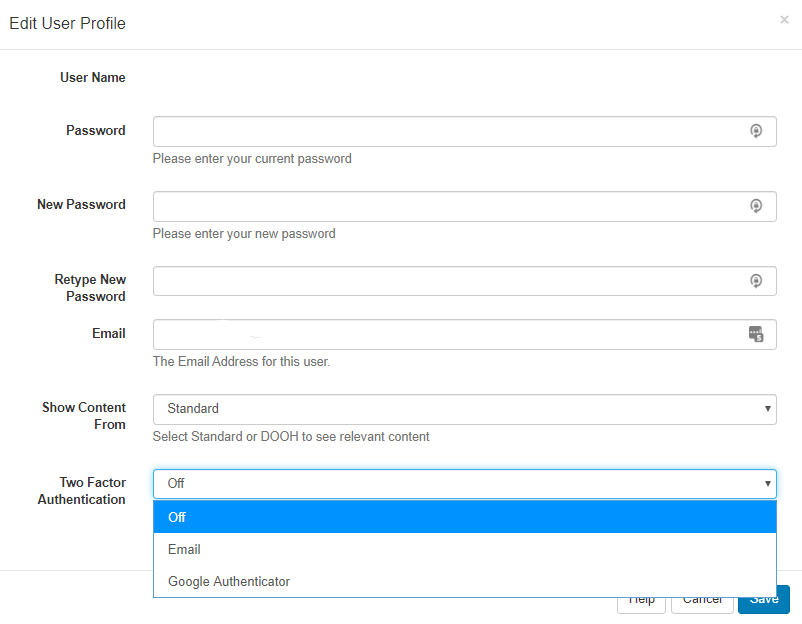 Edit User Profile
×
User Name
Password
Please enter your current password
New Password
Please enter your new password
Retype New
Password
Email
The Email Address for this user.
Show Content
From
Standard
Select Standard or DOOH to see relevant content
Two Factor
Authentication
Off
Off
Email
Google Authenticator
Help
Cancel
Save